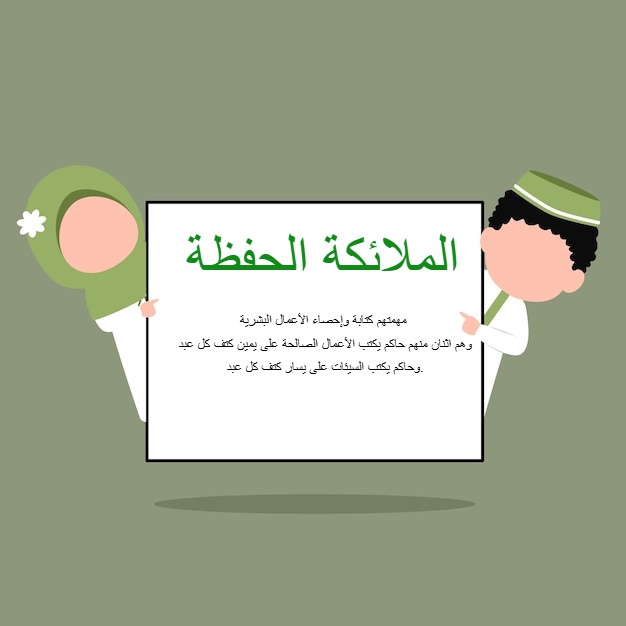 الملائكة الحفظة
مهمتهم كتابة وإحصاء الأعمال البشرية
وهم اثنان منهم حاكم يكتب الأعمال الصالحة على يمين كتف كل عبد
وحاكم يكتب السيئات على يسار كتف كل عبد.